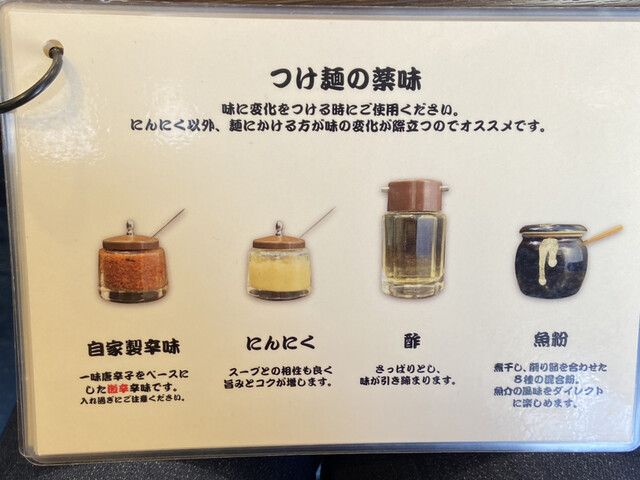 つけ麺の薬味
味に変化をつける時にご使用ください。
にんにく以外、麺にかける方が味の変化が際立つのでオススメです。
自家製辛味
一味唐辛子をベースに
した激辛辛味です。
入れ過ぎにご注意ください。
にんにく
スープとの相性も良く
旨みとコクが増します。
酢
さっぱりとし、
味が引き締まります。
魚粉
煮干し、削り節を合わせた
8種の混合粉。
魚介の風味をダイレクト
に楽しめます。